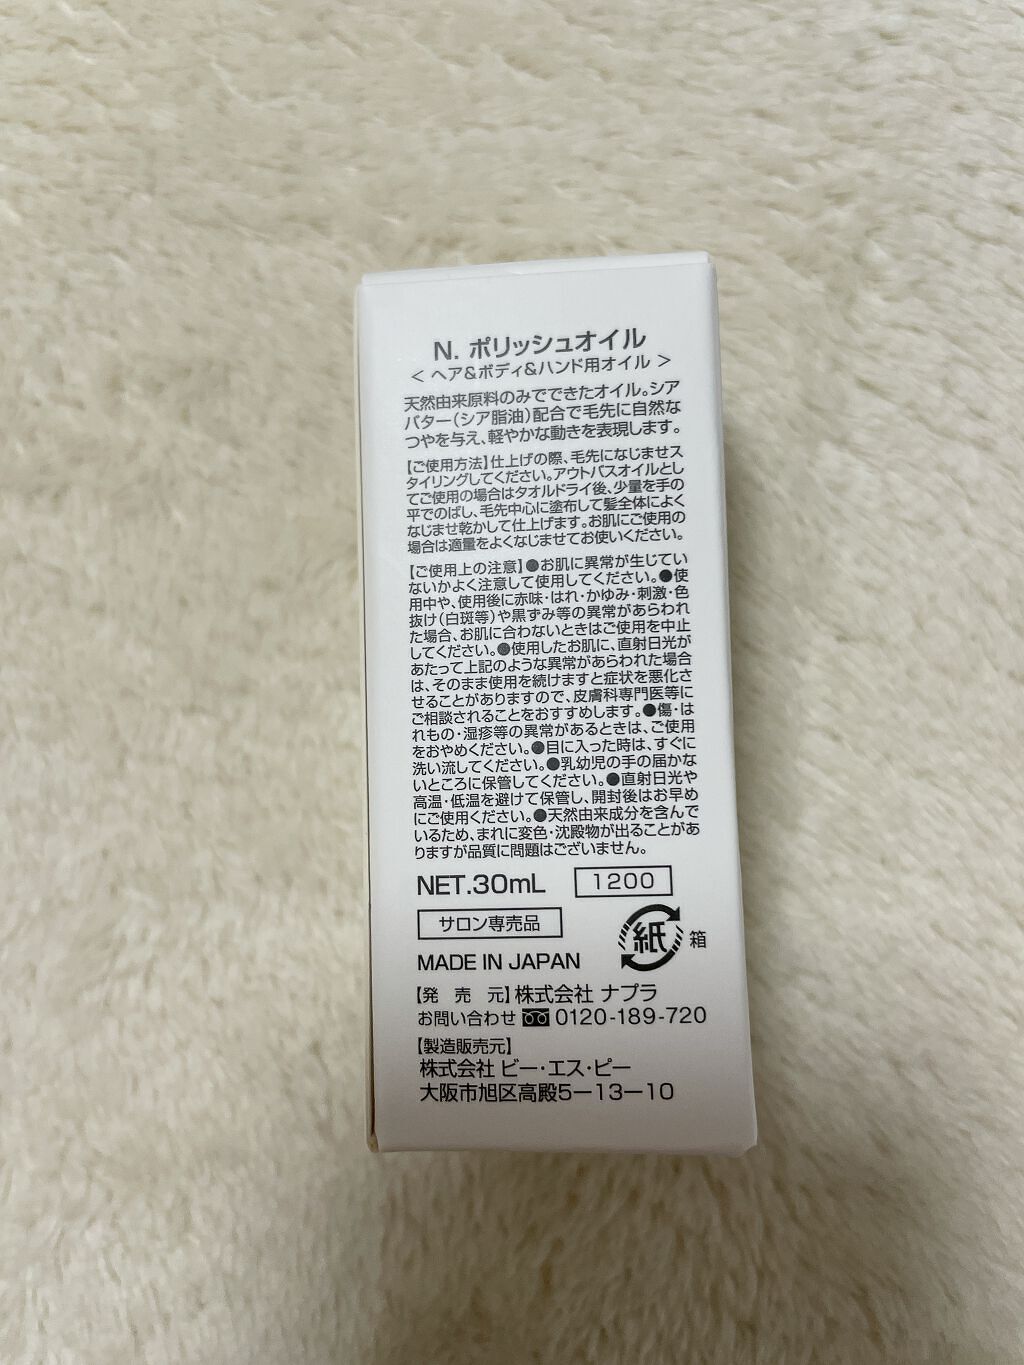 N. ポリッシュオイル
< ヘア&ボディ&ハンド用オイル >
天然由来原料のみでできたオイル。シア
バター(シア脂油)配合で毛先に自然な
つやを与え、軽やかな動きを表現します。
【ご使用方法】仕上げの際、毛先になじませス
タイリングしてください。アウトバスオイルとし
てご使用の場合はタオルドライ後、少量を手の
平でのばし、毛先中心に塗布して髪全体によく
なじませ乾かして仕上げます。お肌にご使用の
場合は適量をよくなじませてお使いください。
【ご使用上の注意】●お肌に異常が生じてい
ないかよく注意して使用してください。●使
用中や、使用後に赤味・はれ・かゆみ・刺激・色
抜け(白斑等)や黒ずみ等の異常があらわれ
た場合、お肌に合わないときはご使用を中止
してください。●使用したお肌に、直射日光が
あたって上記のような異常があらわれた場合
は、そのまま使用を続けますと症状を悪化さ
せることがありますので、皮膚科専門医等に
ご相談されることをおすすめします。●傷・は
れもの・湿疹等の異常があるときは、ご使用
をおやめください。●目に入った時は、すぐに
洗い流してください。●乳幼児の手の届かな
いところに保管してください。●直射日光や
高温・低温を避けて保管し、開封後はお早め
にご使用ください。●天然由来成分を含んで
いるため、まれに変色・沈殿物が出ることがあ
りますが品質に問題はございません。
NET.30mL 1200
サロン専売品 紙 箱
MADE IN JAPAN
【発 売 元】株式会社 ナプラ
お問い合わせ 0120-189-720
【製造販売元】
株式会社 ビー・エス・ピー
大阪市旭区高殿5ー13ー10